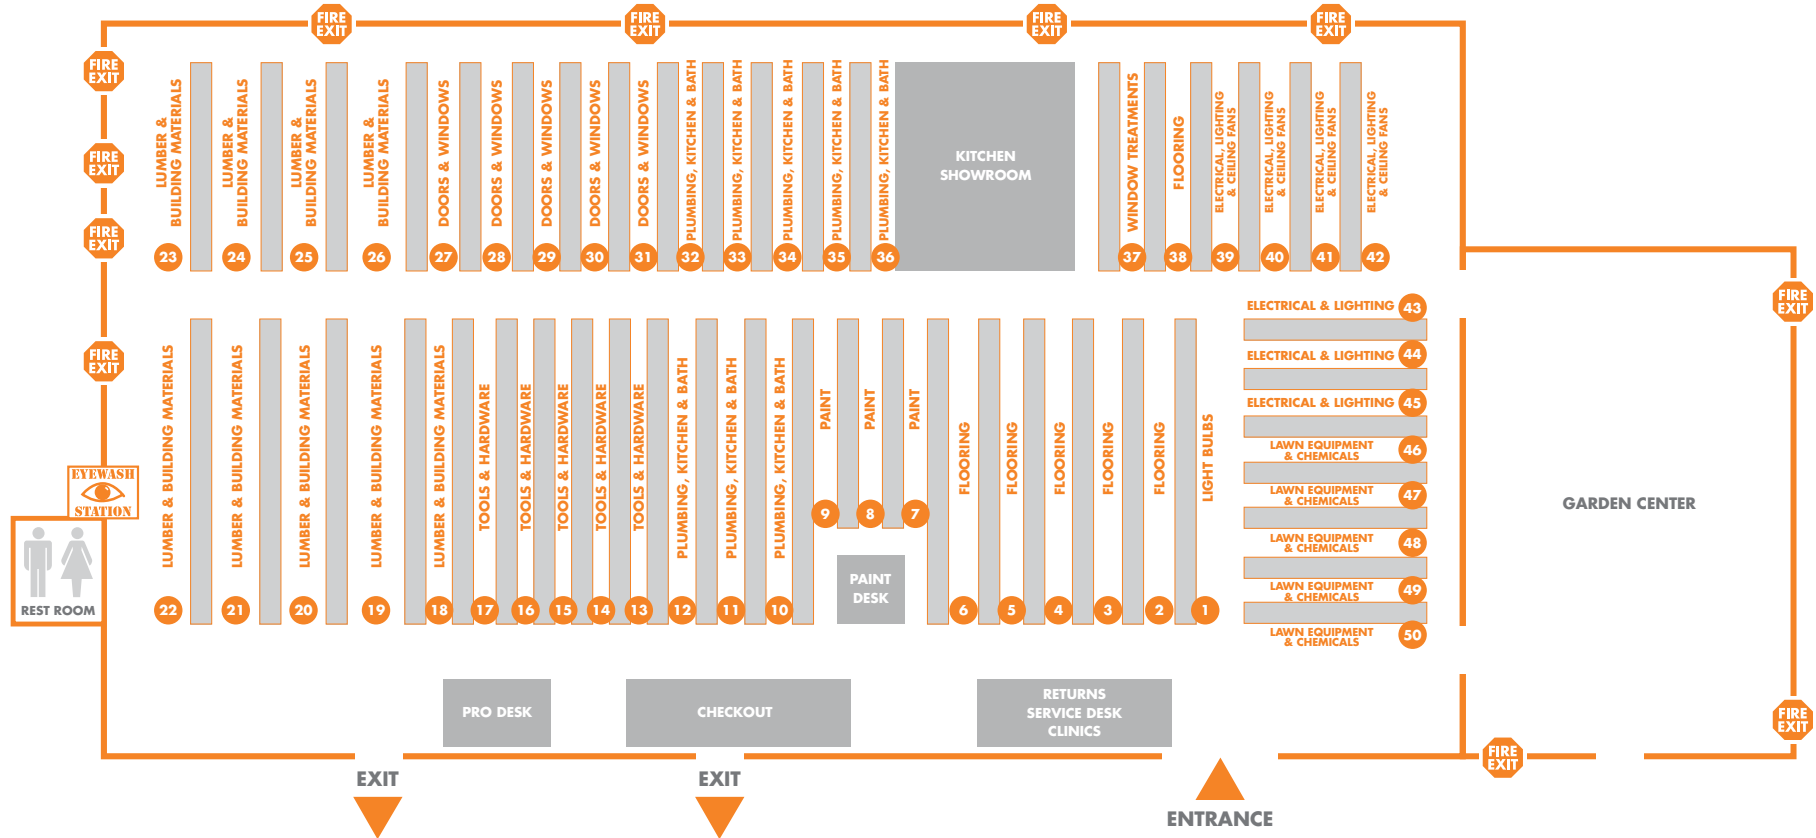 FIRE
EXIT
FIRE
EXIT
FIRE
EXIT
FIRE
EXIT
FIRE
EXIT
FIRE
EXIT
FIRE
EXIT
FIRE
EXIT
LUMBER &
BUILDING MATERIALS
23
LUMBER &
BUILDING MATERIALS
24
LUMBER &
BUILDING MATERIALS
25
LUMBER &
BUILDING MATERIALS
26
DOORS & WINDOWS
27
DOORS & WINDOWS
28
DOORS & WINDOWS
29
DOORS & WINDOWS
30
DOORS & WINDOWS
31
PLUMBING, KITCHEN & BATH
32
PLUMBING, KITCHEN & BATH
33
PLUMBING, KITCHEN & BATH
34
PLUMBING, KITCHEN & BATH
35
PLUMBING, KITCHEN & BATH
36
KITCHEN
SHOWROOM
WINDOW TREATMENTS
37
FLOORING
38
ELECTRICAL, LIGHTING
& CEILING FANS
39
ELECTRICAL, LIGHTING
& CEILING FANS
40
ELECTRICAL, LIGHTING
& CEILING FANS
41
ELECTRICAL, LIGHTING
& CEILING FANS
42
LUMBER & BUILDING MATERIALS
22
LUMBER & BUILDING MATERIALS
21
LUMBER & BUILDING MATERIALS
20
LUMBER & BUILDING MATERIALS
19
LUMBER & BUILDING MATERIALS
18
TOOLS & HARDWARE
17
TOOLS & HARDWARE
16
TOOLS & HARDWARE
15
TOOLS & HARDWARE
14
TOOLS & HARDWARE
13
PLUMBING, KITCHEN & BATH
12
PLUMBING, KITCHEN & BATH
11
PLUMBING, KITCHEN & BATH
10
PAINT
9
PAINT
8
PAINT
7
PAINT
DESK
FLOORING
6
FLOORING
5
FLOORING
4
FLOORING
3
FLOORING
2
LIGHT BULBS
1
ELECTRICAL & LIGHTING 43
ELECTRICAL & LIGHTING 44
ELECTRICAL & LIGHTING 45
LAWN EQUIPMENT
& CHEMICALS
46
LAWN EQUIPMENT
& CHEMICALS
47
LAWN EQUIPMENT
& CHEMICALS
48
LAWN EQUIPMENT
& CHEMICALS
49
LAWN EQUIPMENT
& CHEMICALS
50
GARDEN CENTER
FIRE
EXIT
FIRE
EXIT
FIRE
EXIT
EYEWASH
STATION
REST ROOM
PRO DESK
CHECKOUT
RETURNS
SERVICE DESK
CLINICS
EXIT
EXIT
ENTRANCE